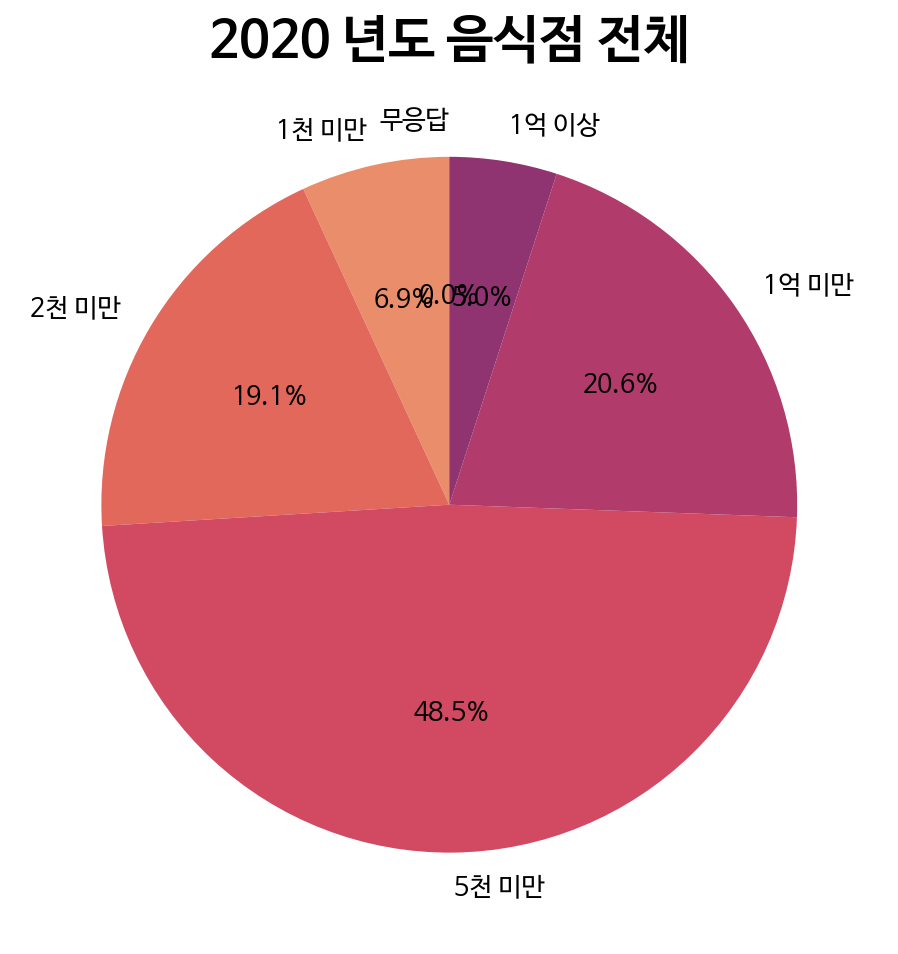 2020 년도 음식점 전체
1천 미만
무응답
1억 이상
1억 미만
2천 미만
6.9%
0.0%
5.0%
20.6%
19.1%
48.5%
5천 미만